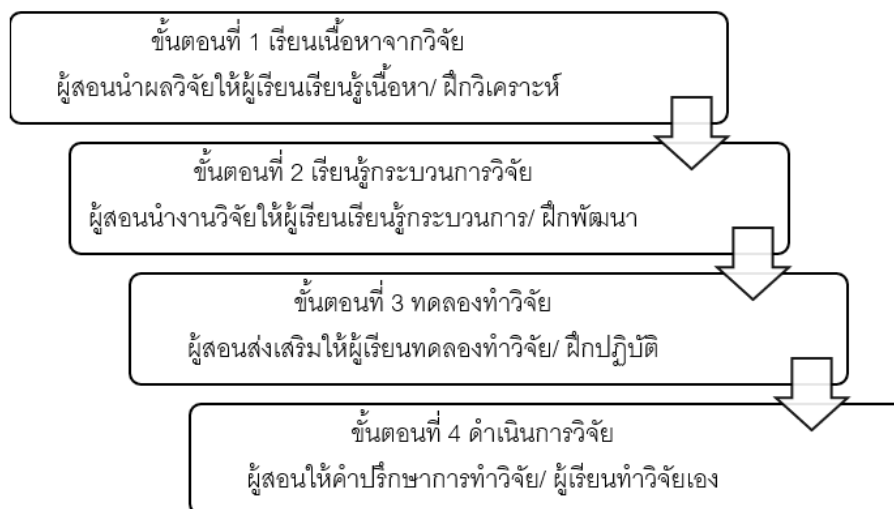 ขั้นตอนที่ 1 เรียนเนื้อหาจากวิจัย
ผู้สอนนำผลวิจัยให้ผู้เรียนเรียนรู้เนื้อหา/ ฝึกวิเคราะห์
ขั้นตอนที่ 2 เรียนรู้กระบวนการวิจัย
ผู้สอนนำงานวิจัยให้ผู้เรียนเรียนรู้กระบวนการ/ ฝึกพัฒนา
ขั้นตอนที่ 3 ทดลองทำวิจัย
ผู้สอนส่งเสริมให้ผู้เรียนทดลองทำวิจัย/ ฝึกปฏิบัติ
ขั้นตอนที่ 4 ดำเนินการวิจัย
ผู้สอนให้คำปรึกษาการทำวิจัย/ ผู้เรียนทำวิจัยเอง